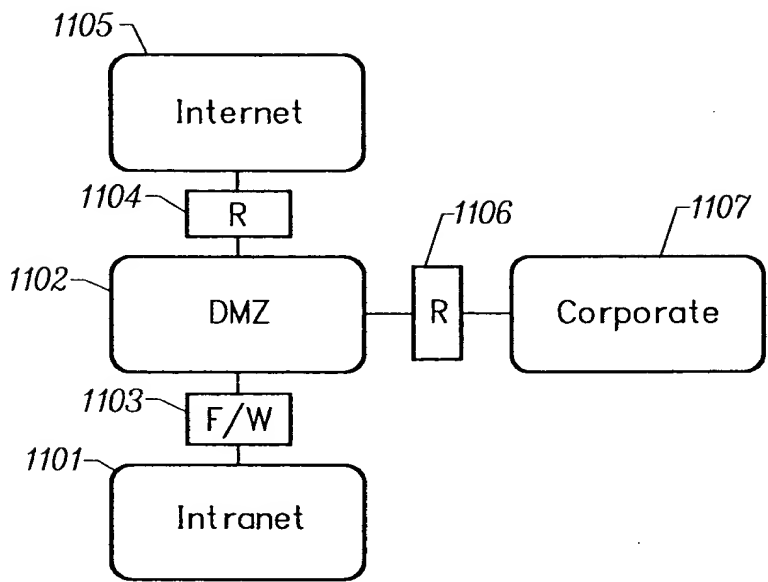 1105
Internet
1104
R
1106
1107
1102
DMZ
R
Corporate
1103
F/W
1101
Intranet